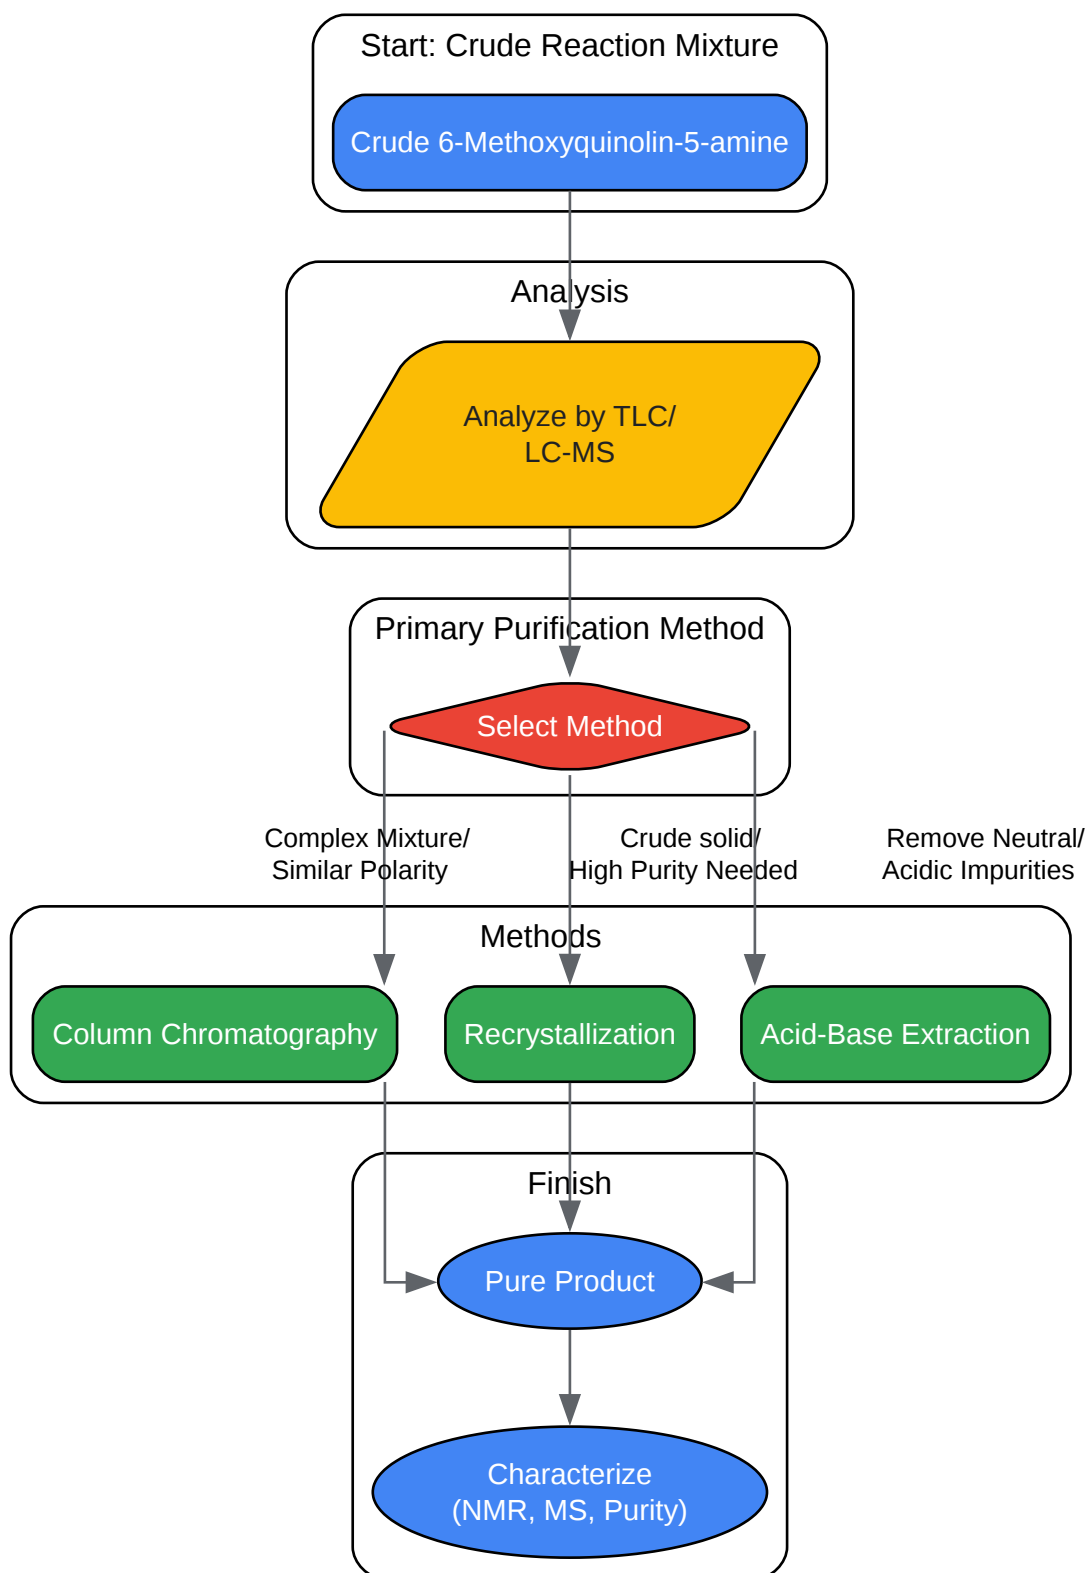 Start: Crude Reaction Mixture
Crude 6-Methoxyquinolin-5-amine
Analysis
Analyze by TLC/
LC-MS
Primary Purification Method
Select Method
Complex Mixture/
Similar Polarity
Crude solid/
High Purity Needed
Remove Neutral/
Acidic Impurities
Methods
Column Chromatography
Recrystallization
Acid-Base Extraction
Finish
Pure Product
Characterize
(NMR, MS, Purity)